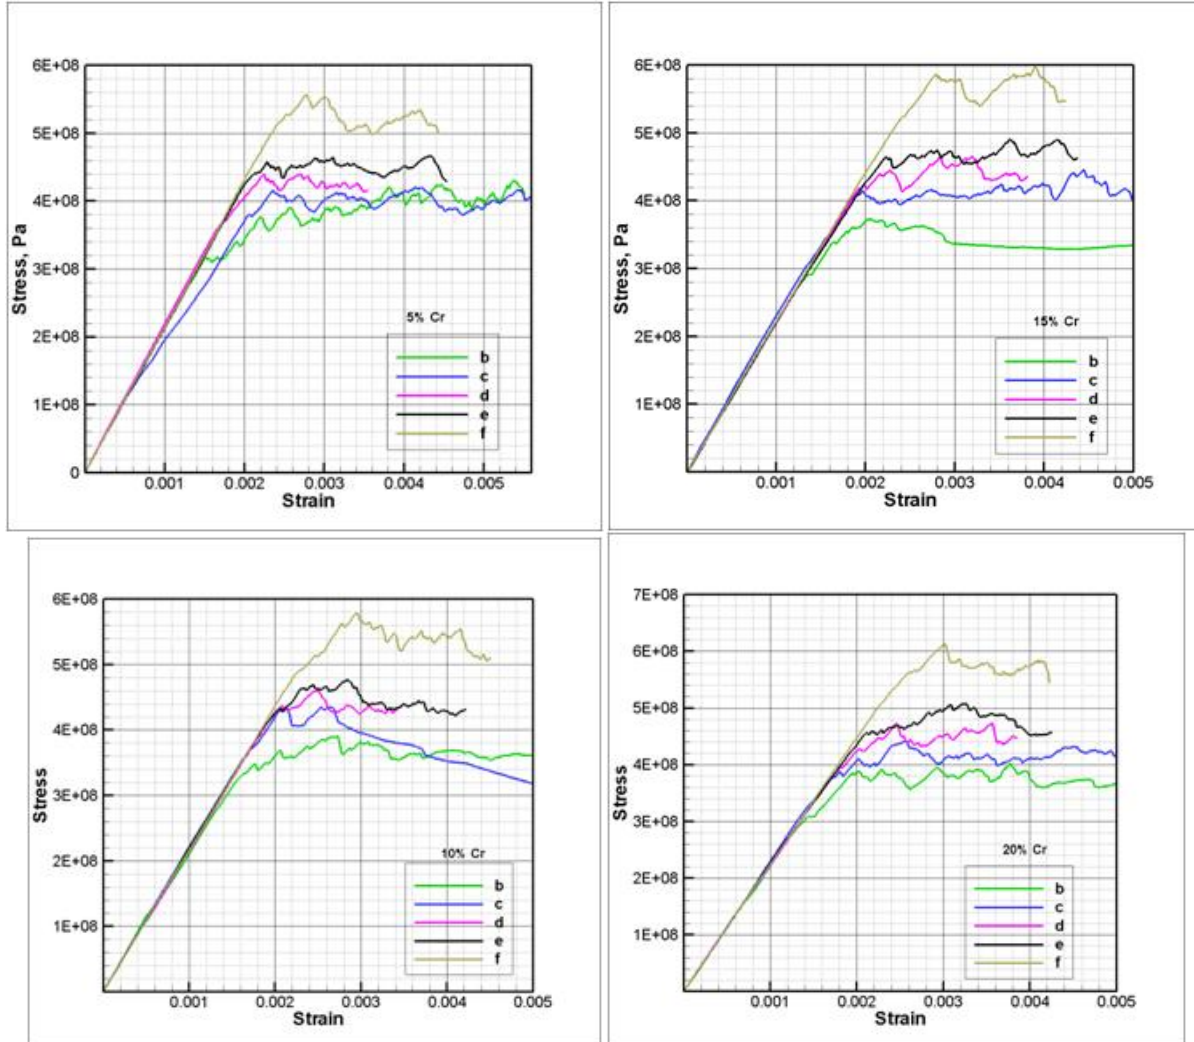 6E+08
5E+08
4E+08
3E+08
2E+08
1E+08
0
Stress, Pa
0.001 0.002 0.003 0.004 0.005
Strain
5% Cr
b
c
d
e
f
6E+08
5E+08
4E+08
3E+08
2E+08
1E+08
Stress, Pa
0.001 0.002 0.003 0.004 0.005
Strain
15% Cr
b
c
d
e
f
6E+08
5E+08
4E+08
3E+08
2E+08
1E+08
Stress
0.001 0.002 0.003 0.004 0.005
Strain
10% Cr
b
c
d
e
f
7E+08
6E+08
5E+08
4E+08
3E+08
2E+08
1E+08
Stress
0.001 0.002 0.003 0.004 0.005
Strain
20% Cr
b
c
d
e
f